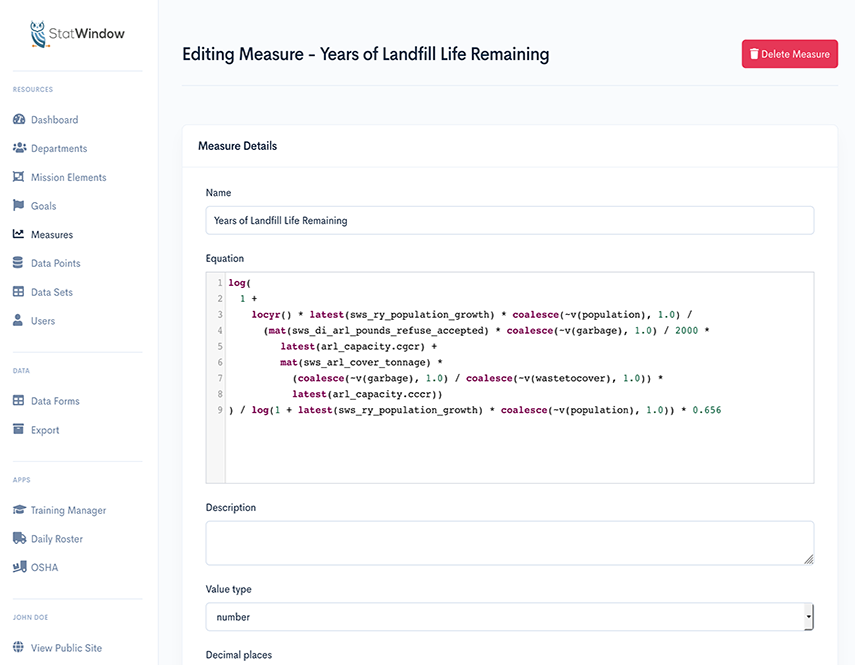 StatWindow
RESOURCES
Dashboard
Departments
Mission Elements
Goals
Measures
Data Points
Data Sets
Users
DATA
Data Forms
Export
APPS
Training Manager
Daily Roster
OSHA
JOHN DOE
View Public Site
Editing Measure - Years of Landfill Life Remaining
Delete Measure
Measure Details
Name
Years of Landfill Life Remaining
Equation
1 log(
2   1 +
3     locyr() * latest(sws_ry_population_growth) * coalesce(~v(population), 1.0) /
4       (mat(sws_di_arl_pounds_refuse_accepted) * coalesce(~v(garbage), 1.0) / 2000 *
5          latest(arl_capacity.cgcr) +
6          mat(sws_arl_cover_tonnage) *
7            (coalesce(~v(garbage), 1.0) / coalesce(~v(wastetocover), 1.0)) *
8            latest(arl_capacity.cccr))
9 ) / log(1 + latest(sws_ry_population_growth) * coalesce(~v(population), 1.0)) * 0.656
Description
Value type
number
Decimal places